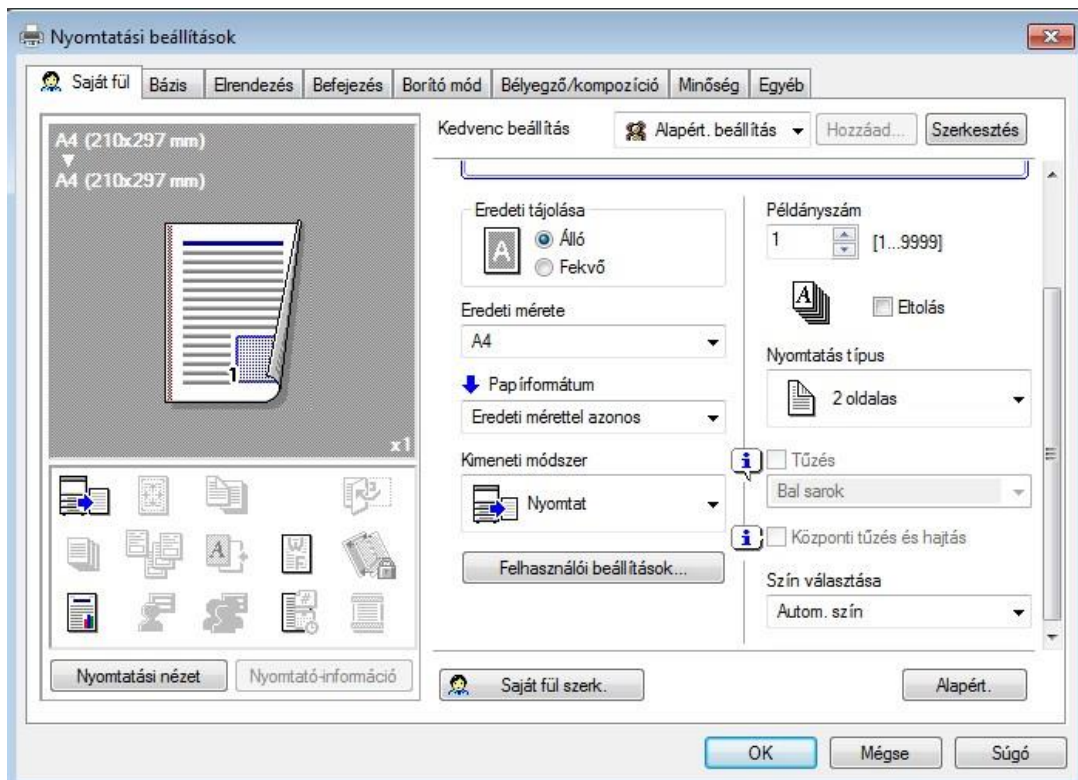 Nyomtatási beállítások
Saját fül Bázis Elrendezés Befejezés Borító mód Bélyegző/kompozíció Minőség Egyéb
A4 (210x297 mm)
A4 (210x297 mm)
1
x1
Nyomtatási nézet Nyomtató-információ
Kedvenc beállítás Alapért. beállítás Hozzáad... Szerkesztés
Eredeti tájolása
A
Álló
Fekvő
Eredeti mérete
A4
Papírformátum
Eredeti mérettel azonos
Kimeneti módszer
Nyomtat
Felhasználói beállítások...
Példányszám
1 [1...9999]
A Eltolás
Nyomtatás típus
2 oldalas
Tűzés
Bal sarok
Központi tűzés és hajtás
Szín választása
Autom. szín
Saját fül szerk. Alapért.
OK Mégse Súgó